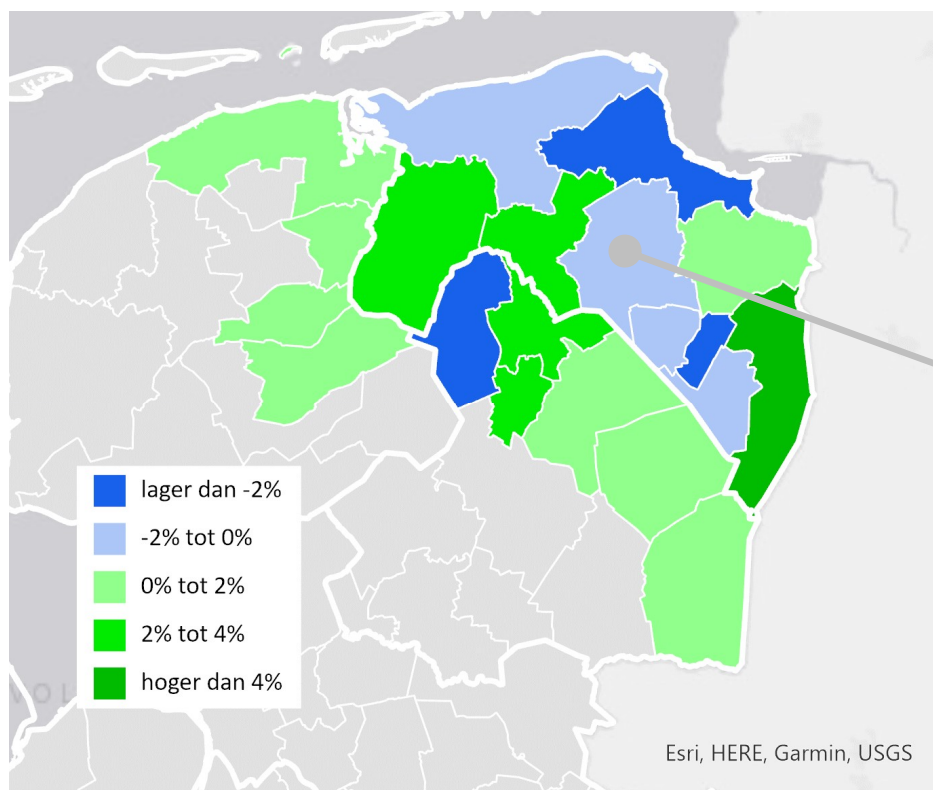 lager dan -2%
-2% tot 0%
0% tot 2%
2% tot 4%
hoger dan 4%
VOL
Esri, HERE, Garmin, USGS